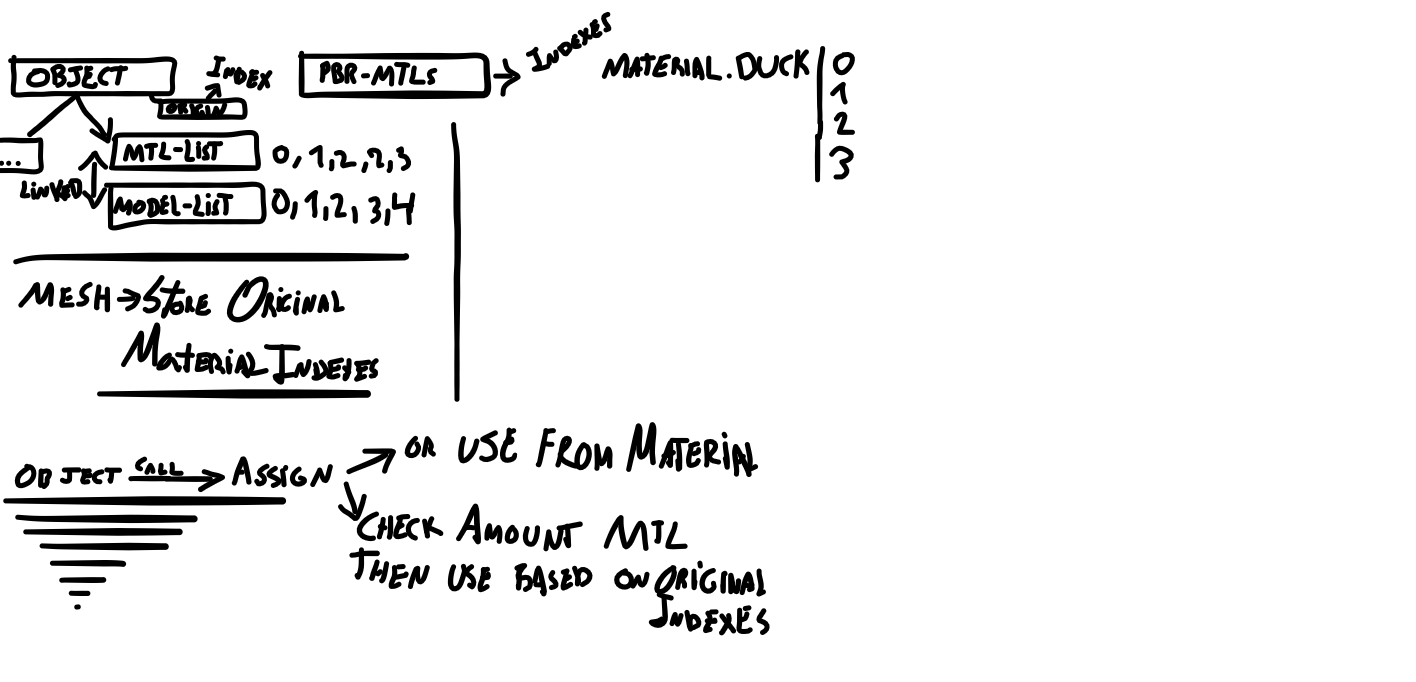 OBJECT
INDEX
ORIGIN
PBR-MTLs
INDEXES
MATERIAL.DUCK
0
1
2
3
...
MTL-LIST 0,1,2,2,3
LINKED
MODEL-LIST 0,1,2,3,4
MESH → STORE ORIGINAL
MATERIAL INDEXES
OBJECT CALL → ASSIGN
OR USE FROM MATERIAL
CHECK AMOUNT MTL
THEN USE BASED ON ORIGINAL
INDEXES